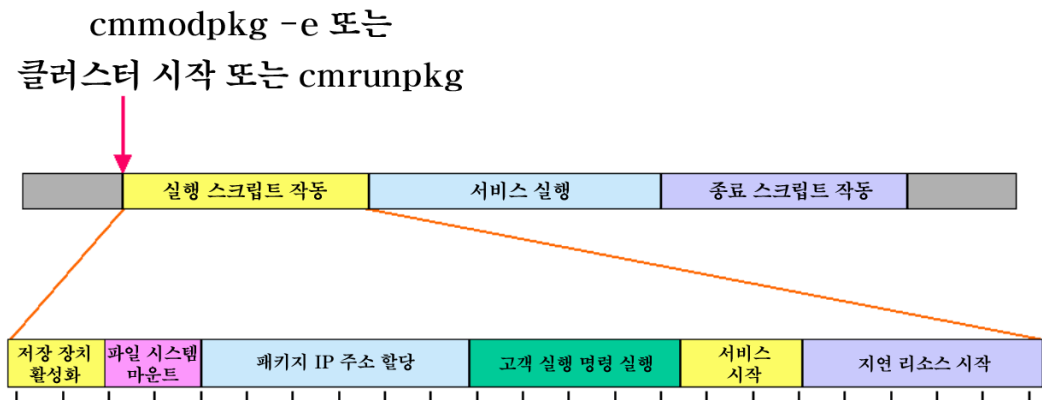 cmmodpkg -e 또는
클러스터 시작 또는 cmrunpkg
실행 스크립트 작동
서비스 실행
종료 스크립트 작동
저장 장치
활성화
파일 시스템
마운트
패키지 IP 주소 할당
고객 실행 명령 실행
서비스
시작
지연 리소스 시작